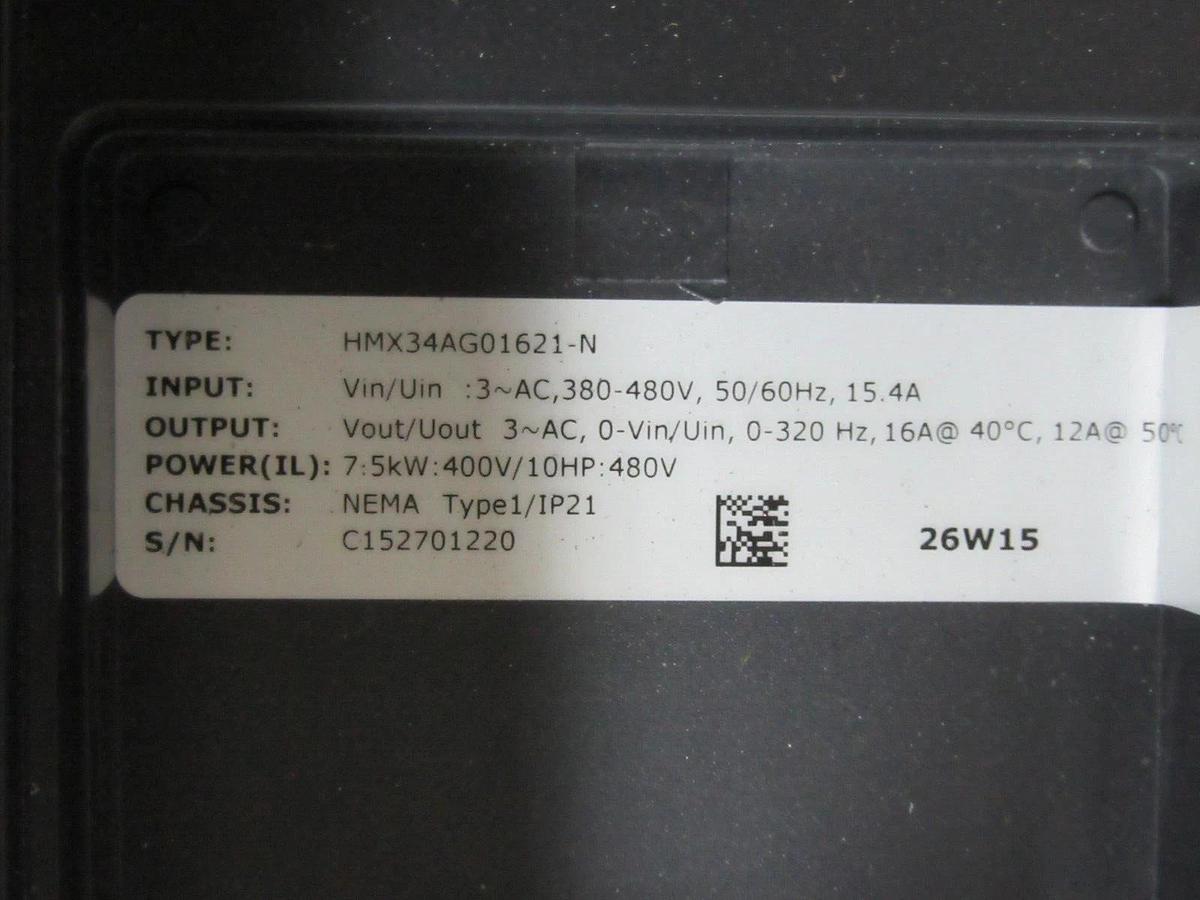 TYPE: HMX34AG01621-N
INPUT: Vin/Uin :3~AC,380-480V, 50/60Hz, 15.4A
OUTPUT: Vout/Uout 3~AC, 0-Vin/Uin, 0-320 Hz, 16A@ 40°C, 12A@ 50°C
POWER(IL): 7.5kW:400V/10HP:480V
CHASSIS: NEMA Type1/IP21
S/N: C152701220
26W15